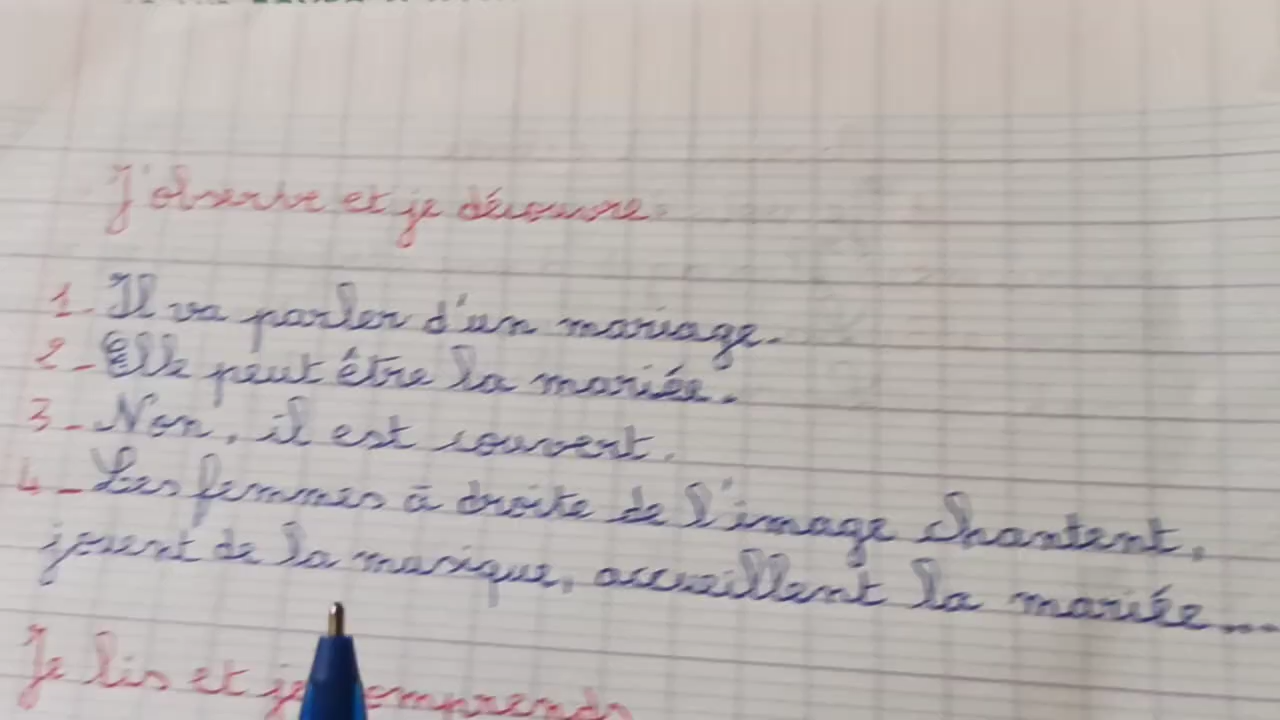 J'observe et je découvre.
1- Il va parler d'un mariage.
2- Elle peut être la mariée.
3- Non, il est couvert.
4- Les femmes à droite de l'image chantent,
jouent de la musique, accueillent la mariée...
Je lis et je comprends